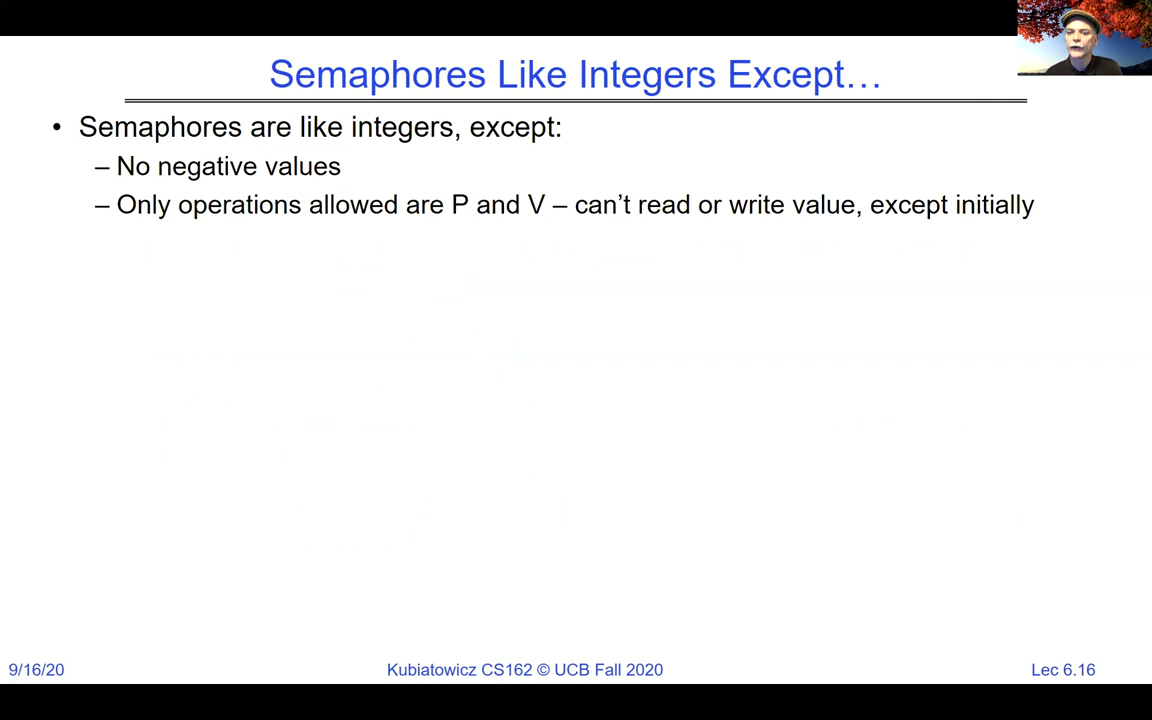 Semaphores Like Integers Except…
• Semaphores are like integers, except:
– No negative values
– Only operations allowed are P and V – can’t read or write value, except initially
9/16/20
Kubiatowicz CS162 © UCB Fall 2020
Lec 6.16